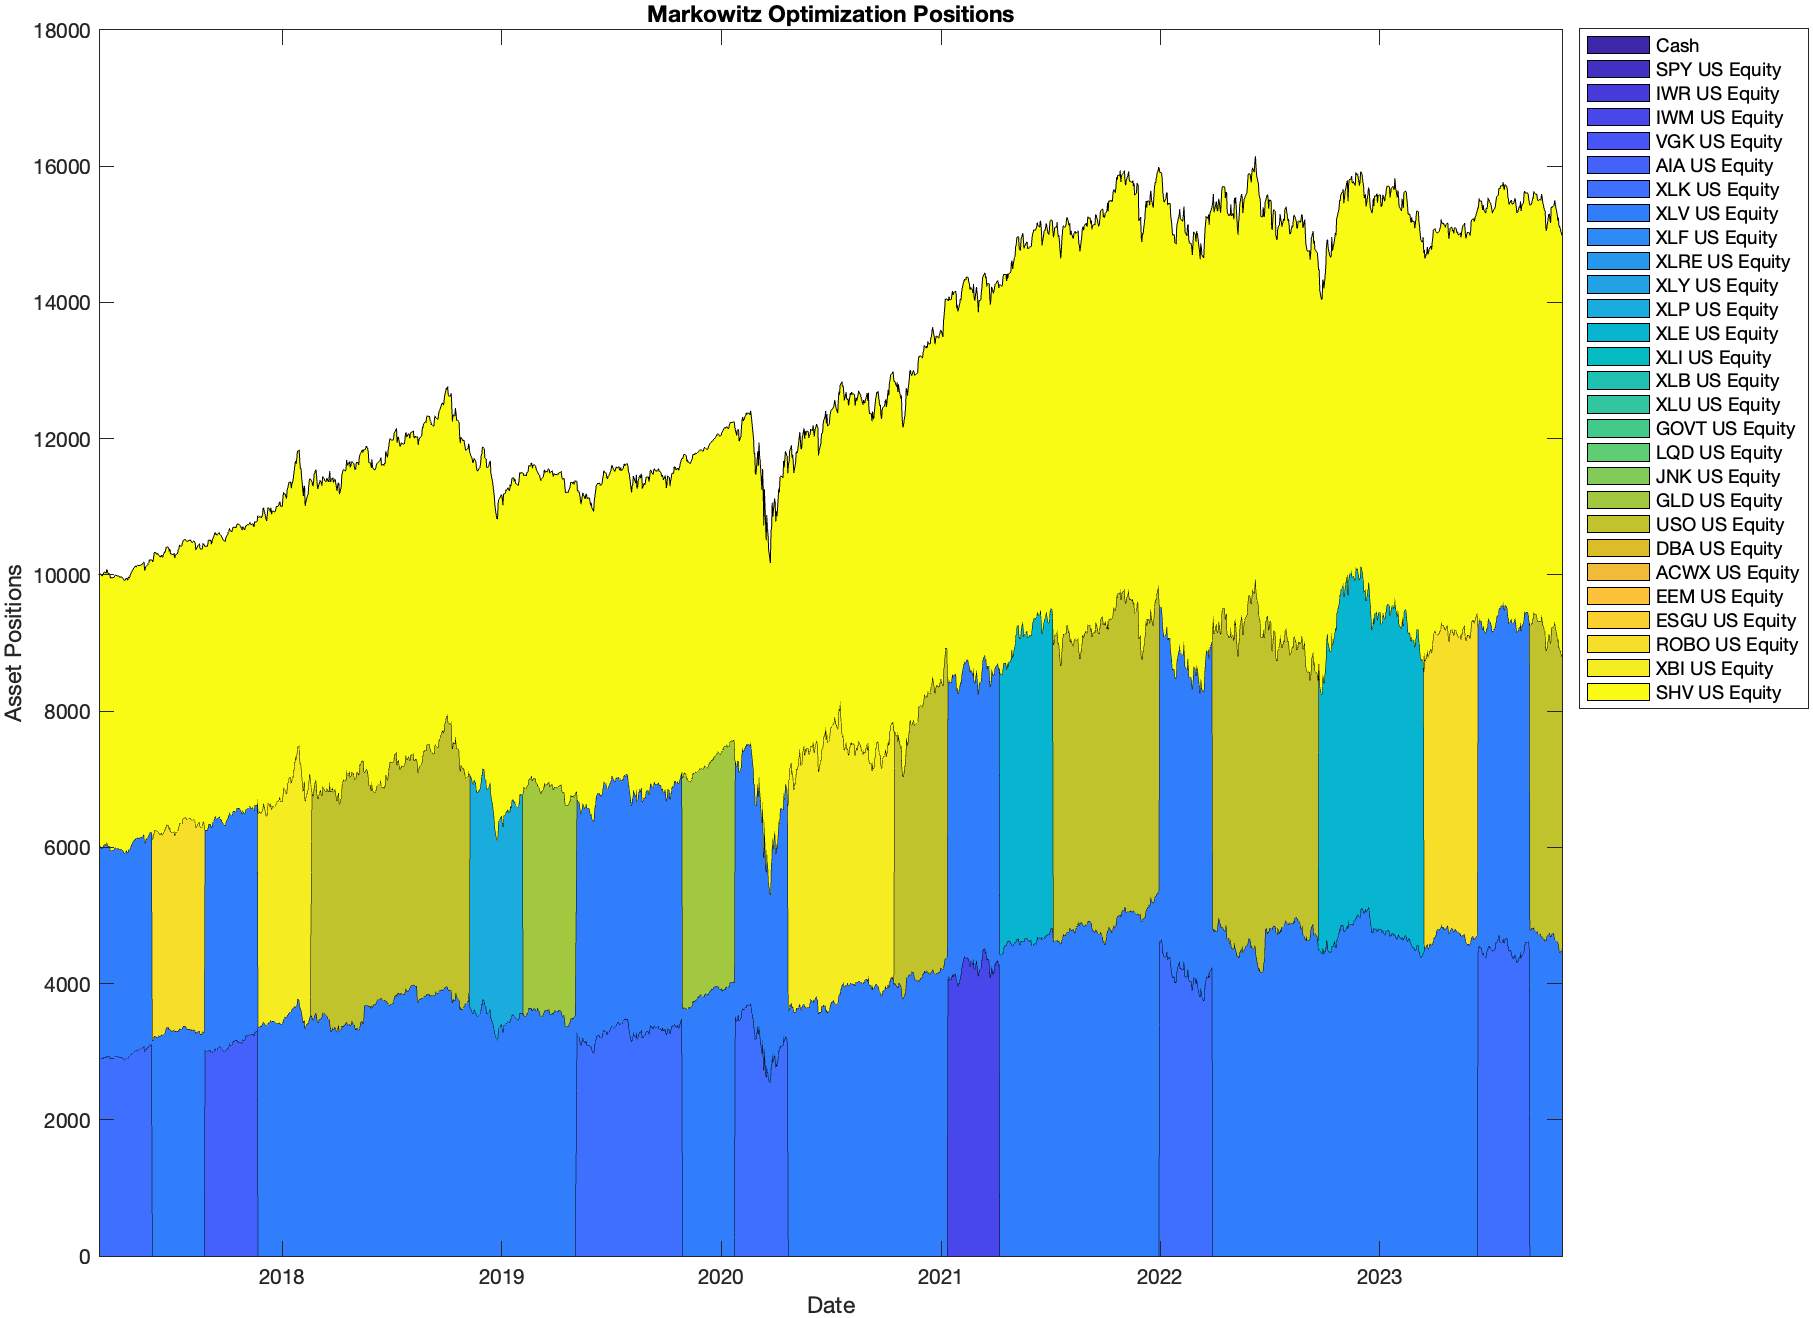 Markowitz Optimization Positions
18000
16000
14000
12000
10000
8000
6000
4000
2000
0
Asset Positions
2018
2019
2020
2021
2022
2023
Date
Cash
SPY US Equity
IWR US Equity
IWM US Equity
VGK US Equity
AIA US Equity
XLK US Equity
XLV US Equity
XLF US Equity
XLRE US Equity
XLY US Equity
XLP US Equity
XLE US Equity
XLI US Equity
XLB US Equity
XLU US Equity
GOVT US Equity
LQD US Equity
JNK US Equity
GLD US Equity
USO US Equity
DBA US Equity
ACWX US Equity
EEM US Equity
ESGU US Equity
ROBO US Equity
XBI US Equity
SHV US Equity